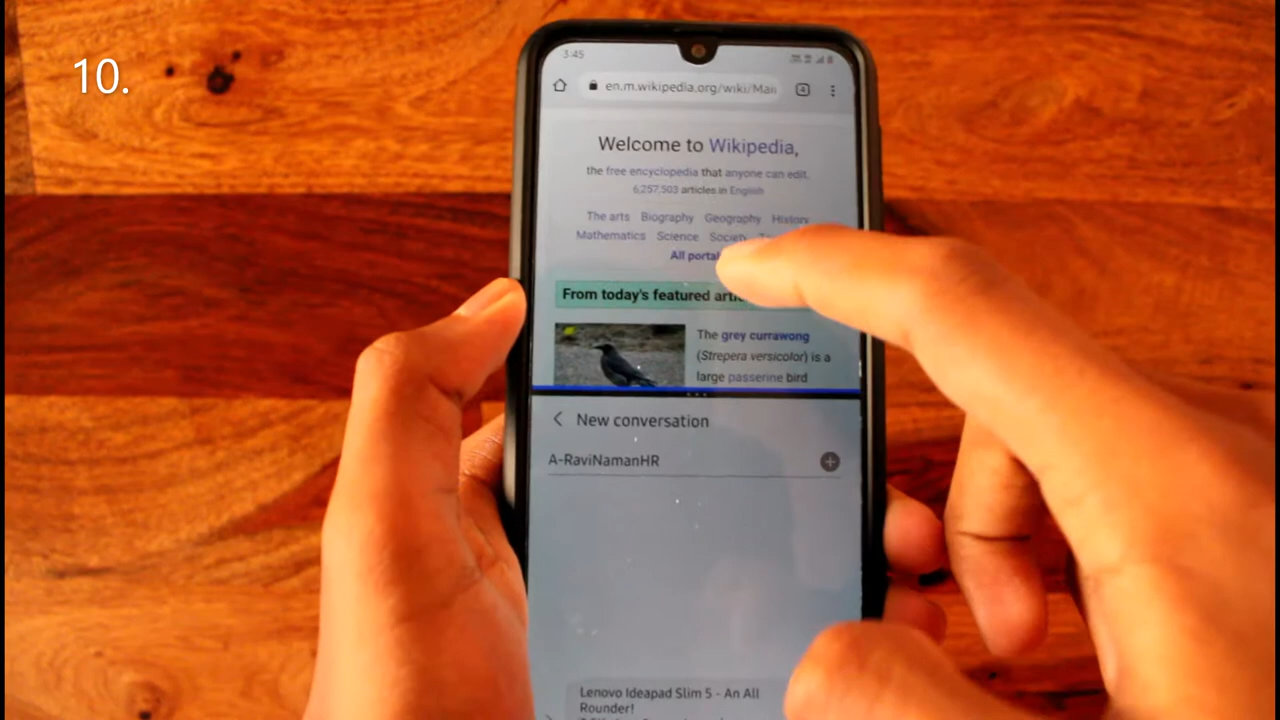 10.
3:45
en.m.wikipedia.org/wiki/Mai
4
Welcome to Wikipedia,
the free encyclopedia that anyone can edit.
6,257,503 articles in English
The arts Biography Geography History
Mathematics Science Society
All portal
From today's featured arti
The grey currawong
(Strepera versicolor) is a
large passerine bird
New conversation
A-RaviNamanHR
Lenovo Ideapad Slim 5 - An All
Rounder!